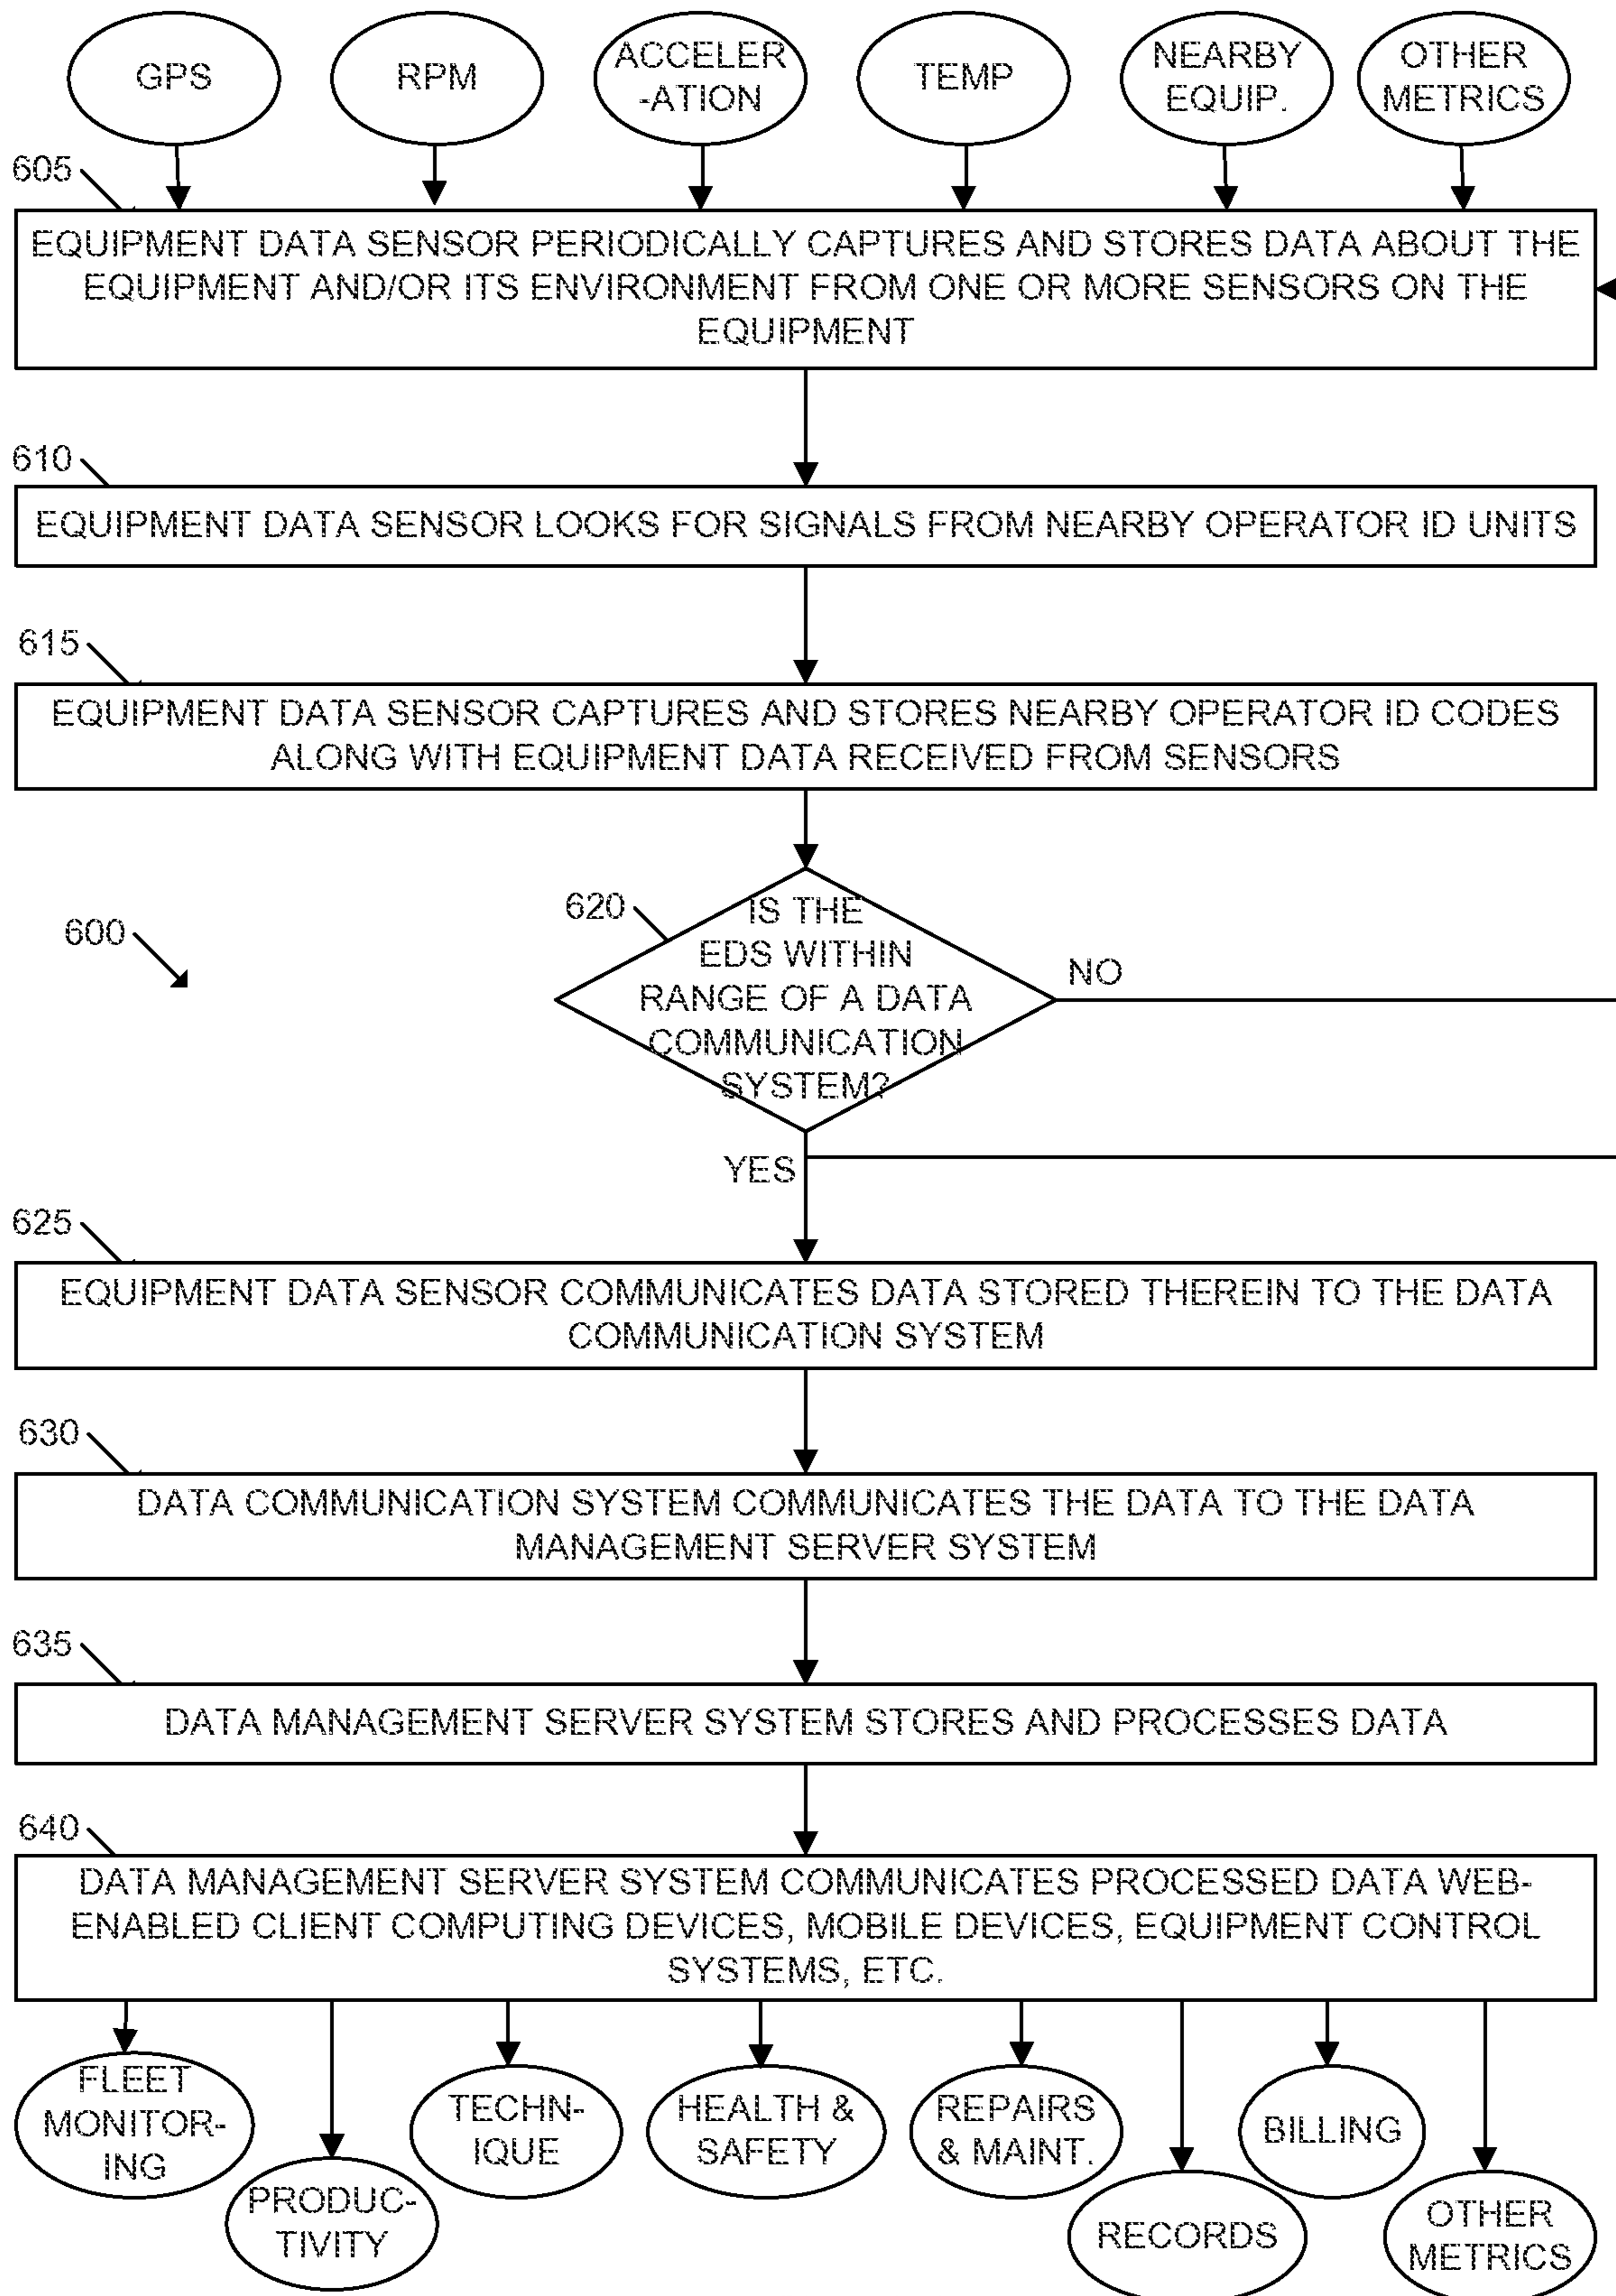 GPS
RPM
ACCELER
-ATION
TEMP
NEARBY
EQUIP.
OTHER
METRICS
605
EQUIPMENT DATA SENSOR PERIODICALLY CAPTURES AND STORES DATA ABOUT THE
EQUIPMENT AND/OR ITS ENVIRONMENT FROM ONE OR MORE SENSORS ON THE
EQUIPMENT
610
EQUIPMENT DATA SENSOR LOOKS FOR SIGNALS FROM NEARBY OPERATOR ID UNITS
615
EQUIPMENT DATA SENSOR CAPTURES AND STORES NEARBY OPERATOR ID CODES
ALONG WITH EQUIPMENT DATA RECEIVED FROM SENSORS
600
620
IS THE
EDS WITHIN
RANGE OF A DATA
COMMUNICATION
SYSTEM?
NO
YES
625
EQUIPMENT DATA SENSOR COMMUNICATES DATA STORED THEREIN TO THE DATA
COMMUNICATION SYSTEM
630
DATA COMMUNICATION SYSTEM COMMUNICATES THE DATA TO THE DATA
MANAGEMENT SERVER SYSTEM
635
DATA MANAGEMENT SERVER SYSTEM STORES AND PROCESSES DATA
640
DATA MANAGEMENT SERVER SYSTEM COMMUNICATES PROCESSED DATA WEB-
ENABLED CLIENT COMPUTING DEVICES, MOBILE DEVICES, EQUIPMENT CONTROL
SYSTEMS, ETC.
FLEET
MONITOR-
ING
PRODUC-
TIVITY
TECHN-
IQUE
HEALTH &
SAFETY
REPAIRS
& MAINT.
RECORDS
BILLING
OTHER
METRICS